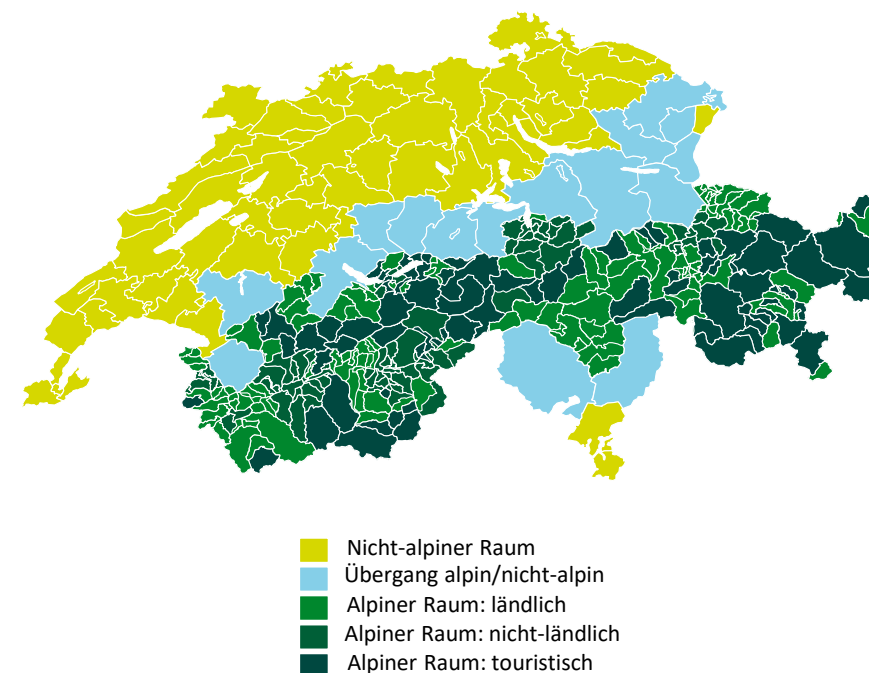 Nicht-alpiner Raum
Übergang alpin/nicht-alpin
Alpiner Raum: ländlich
Alpiner Raum: nicht-ländlich
Alpiner Raum: touristisch